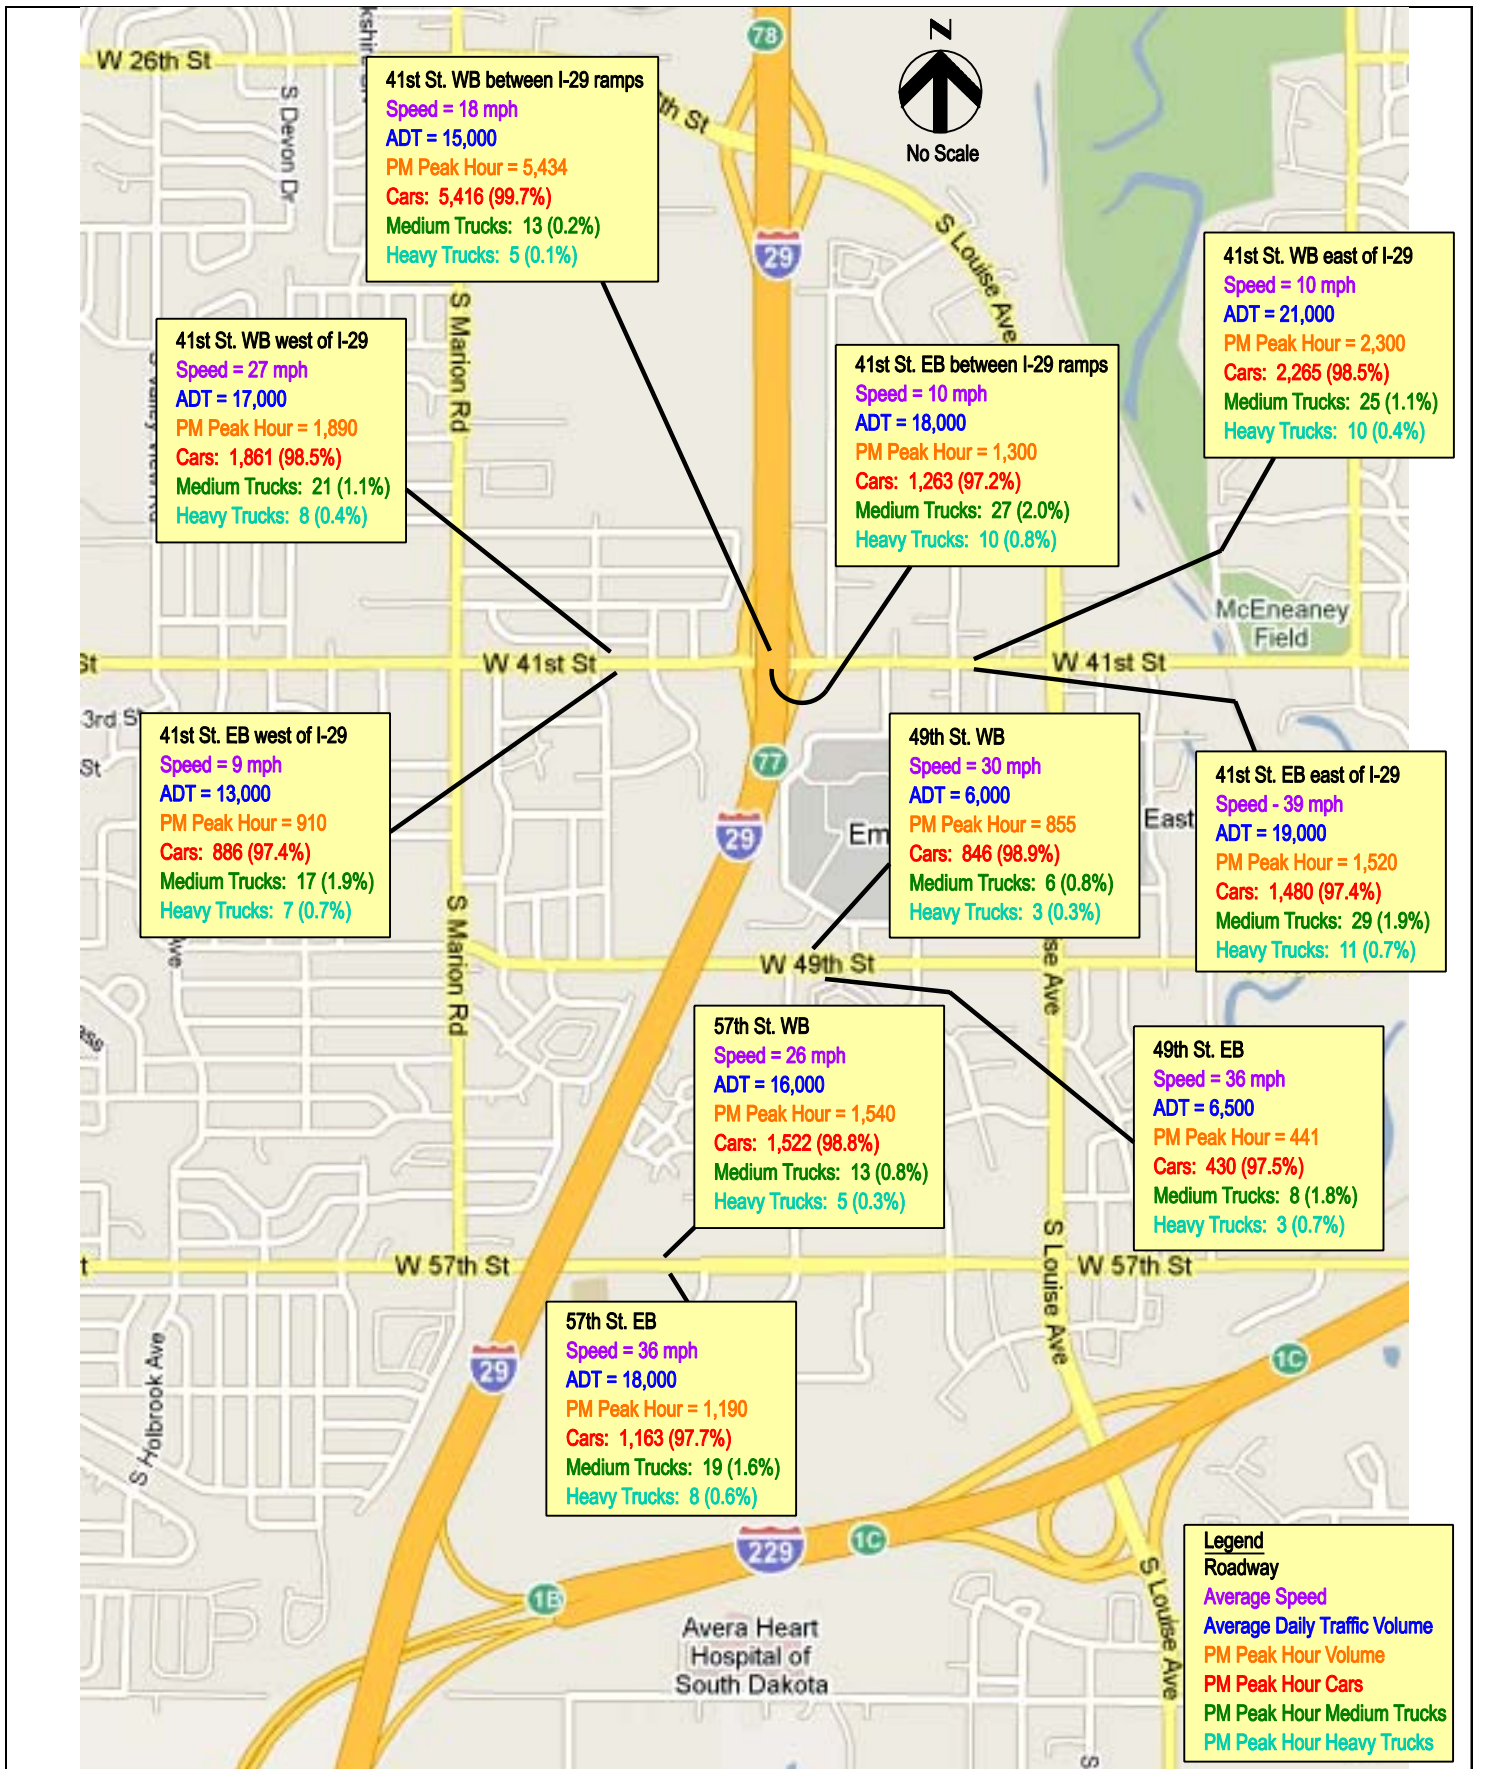 W 26th St
S Devon Dr
78
th St
N
No Scale
41st St. WB between I-29 ramps
Speed = 18 mph
ADT = 15,000
PM Peak Hour = 5,434
Cars: 5,416 (99.7%)
Medium Trucks: 13 (0.2%)
Heavy Trucks: 5 (0.1%)
29
S Louise Ave
S Marion Rd
41st St. WB east of I-29
Speed = 10 mph
ADT = 21,000
PM Peak Hour = 2,300
Cars: 2,265 (98.5%)
Medium Trucks: 25 (1.1%)
Heavy Trucks: 10 (0.4%)
41st St. WB west of I-29
Speed = 27 mph
ADT = 17,000
PM Peak Hour = 1,890
Cars: 1,861 (98.5%)
Medium Trucks: 21 (1.1%)
Heavy Trucks: 8 (0.4%)
41st St. EB between I-29 ramps
Speed = 10 mph
ADT = 18,000
PM Peak Hour = 1,300
Cars: 1,263 (97.2%)
Medium Trucks: 27 (2.0%)
Heavy Trucks: 10 (0.8%)
McEneaney
Field
St
W 41st St
W 41st St
3rd St
St
41st St. EB west of I-29
Speed = 9 mph
ADT = 13,000
PM Peak Hour = 910
Cars: 886 (97.4%)
Medium Trucks: 17 (1.9%)
Heavy Trucks: 7 (0.7%)
77
29
Em
49th St. WB
Speed = 30 mph
ADT = 6,000
PM Peak Hour = 855
Cars: 846 (98.9%)
Medium Trucks: 6 (0.8%)
Heavy Trucks: 3 (0.3%)
East
41st St. EB east of I-29
Speed - 39 mph
ADT = 19,000
PM Peak Hour = 1,520
Cars: 1,480 (97.4%)
Medium Trucks: 29 (1.9%)
Heavy Trucks: 11 (0.7%)
S Marion Rd
W 49th St
se Ave
57th St. WB
Speed = 26 mph
ADT = 16,000
PM Peak Hour = 1,540
Cars: 1,522 (98.8%)
Medium Trucks: 13 (0.8%)
Heavy Trucks: 5 (0.3%)
49th St. EB
Speed = 36 mph
ADT = 6,500
PM Peak Hour = 441
Cars: 430 (97.5%)
Medium Trucks: 8 (1.8%)
Heavy Trucks: 3 (0.7%)
t
W 57th St
S Louise Ave
W 57th St
57th St. EB
Speed = 36 mph
ADT = 18,000
PM Peak Hour = 1,190
Cars: 1,163 (97.7%)
Medium Trucks: 19 (1.6%)
Heavy Trucks: 8 (0.6%)
29
S Holbrook Ave
1C
1C
229
1B
S Louise Ave
Avera Heart
Hospital of
South Dakota
Legend
Roadway
Average Speed
Average Daily Traffic Volume
PM Peak Hour Volume
PM Peak Hour Cars
PM Peak Hour Medium Trucks
PM Peak Hour Heavy Trucks
S